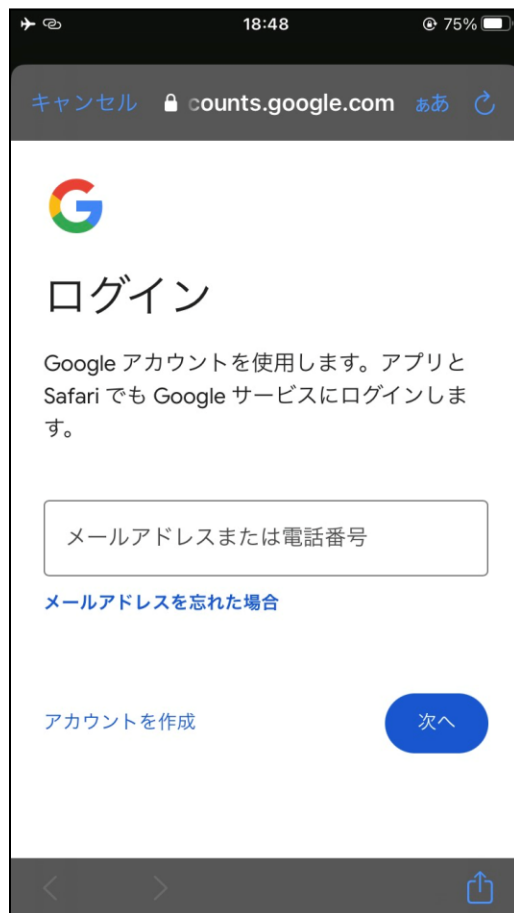 18:48
75%
キャンセル counts.google.com ぁあ
G
ログイン
Google アカウントを使用します。アプリと
Safari でも Google サービスにログインしま
す。
メールアドレスまたは電話番号
メールアドレスを忘れた場合
アカウントを作成
次へ